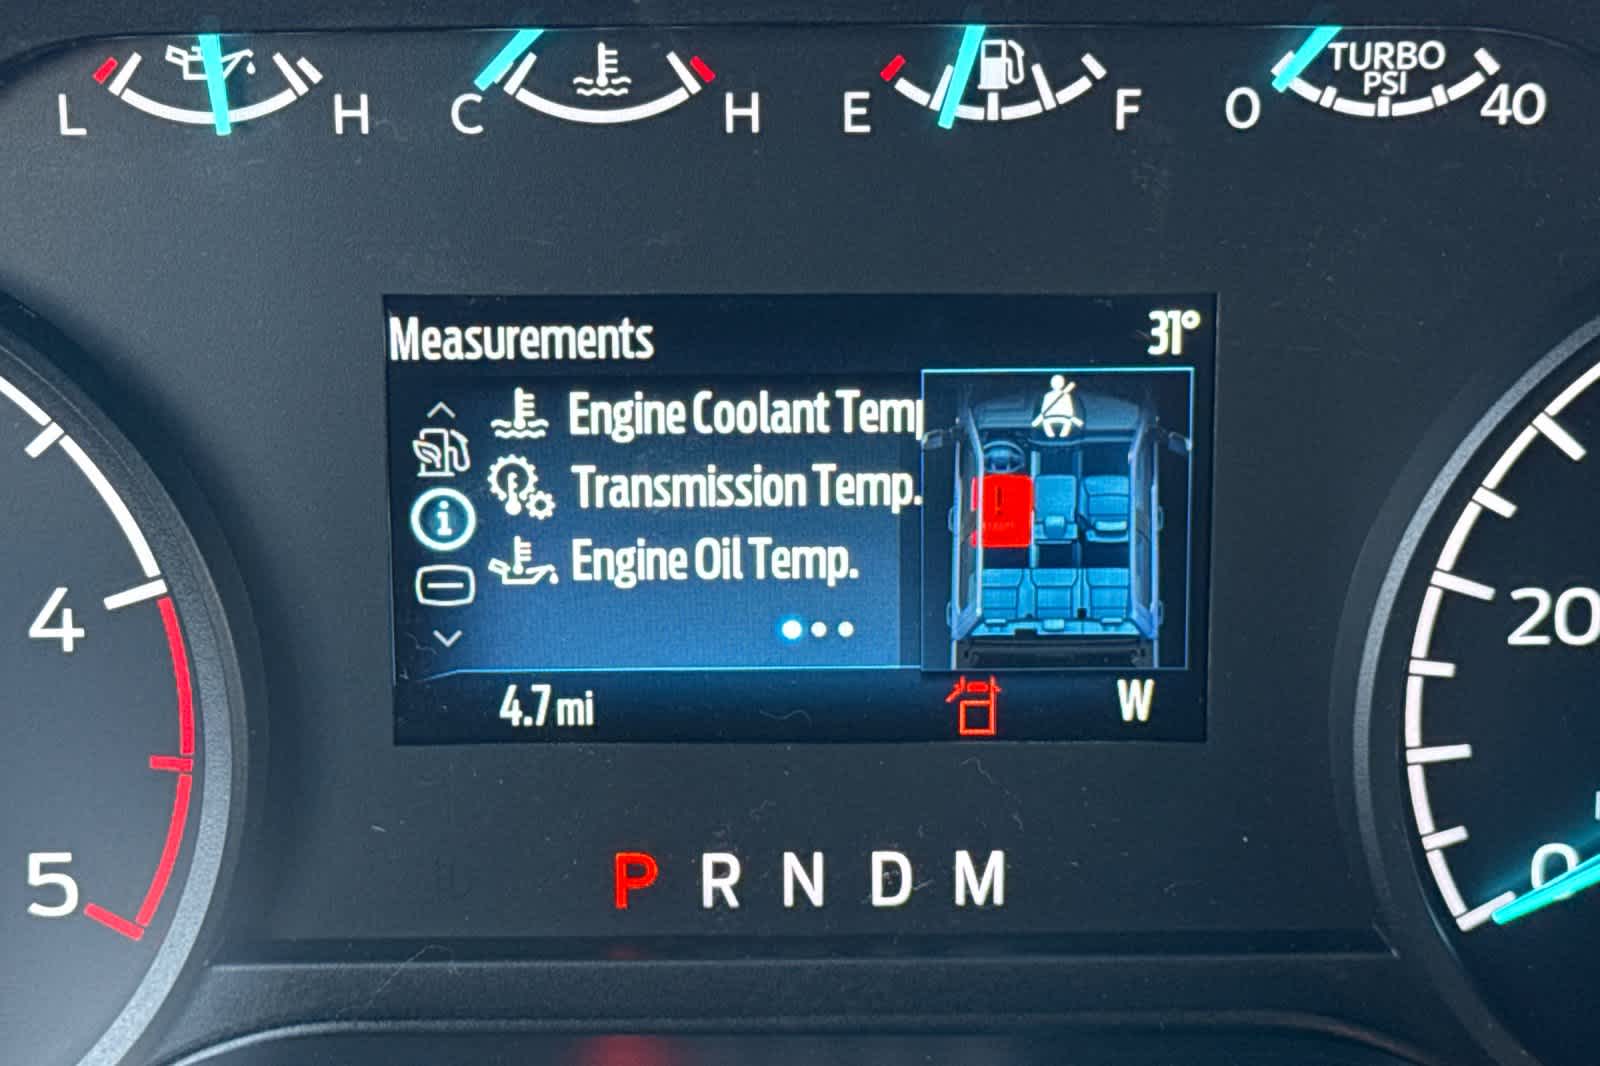 L H C H E F O TURBO PSI 40
Measurements 31°
Engine Coolant Temp
Transmission Temp.
Engine Oil Temp.
4
20
4.7 mi W
5
0
P R N D M